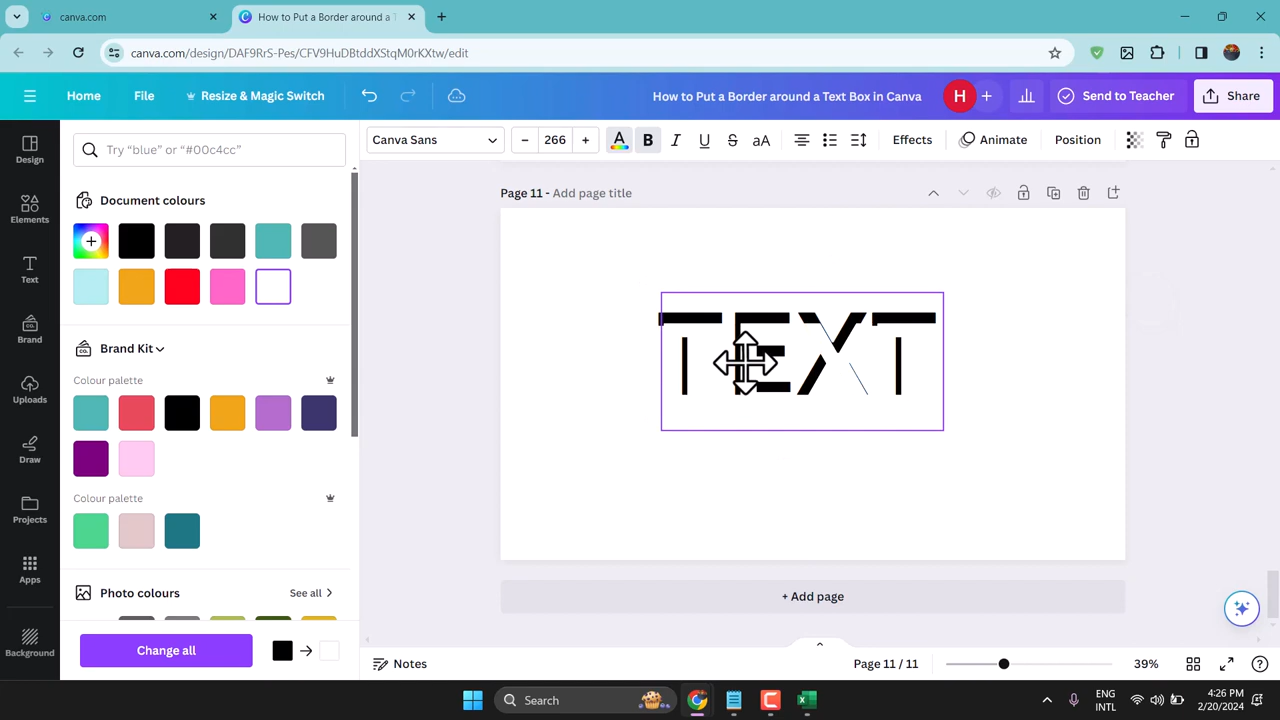 canva.com
How to Put a Border around a T
canva.com/design/DAF9RrS-Pes/CFV9HuDBtddXStqM0rKXtw/edit
Home File Resize & Magic Switch How to Put a Border around a Text Box in Canva H Send to Teacher Share
Try “blue” or “#00c4cc”
Canva Sans 266 A B I U S aA Effects Animate Position
Design
Elements
Text
Brand
Uploads
Draw
Projects
Apps
Background
Document colours
Brand Kit
Colour palette
Colour palette
Photo colours See all
Change all
Page 11 - Add page title
TEXT
+ Add page
Notes Page 11 / 11 39%
Search
ENG
INTL
4:26 PM
2/20/2024